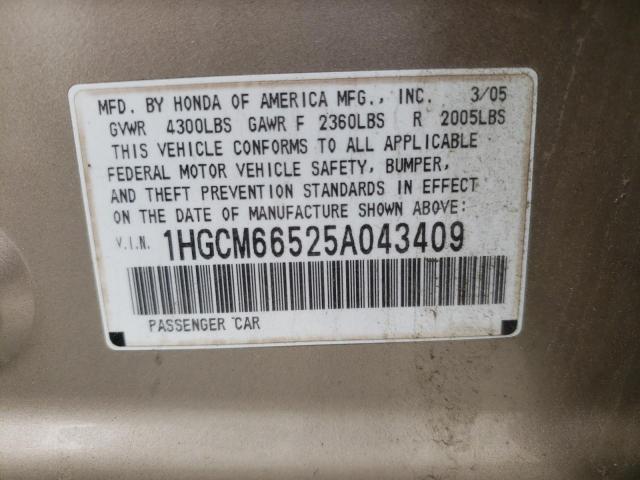 MFD. BY HONDA OF AMERICA MFG., INC. 3/05
GVWR 4300LBS GAWR F 2360LBS R 2005LBS
THIS VEHICLE CONFORMS TO ALL APPLICABLE
FEDERAL MOTOR VEHICLE SAFETY, BUMPER,
AND THEFT PREVENTION STANDARDS IN EFFECT
ON THE DATE OF MANUFACTURE SHOWN ABOVE:
V.I.N. 1HGCM66525A043409
PASSENGER CAR